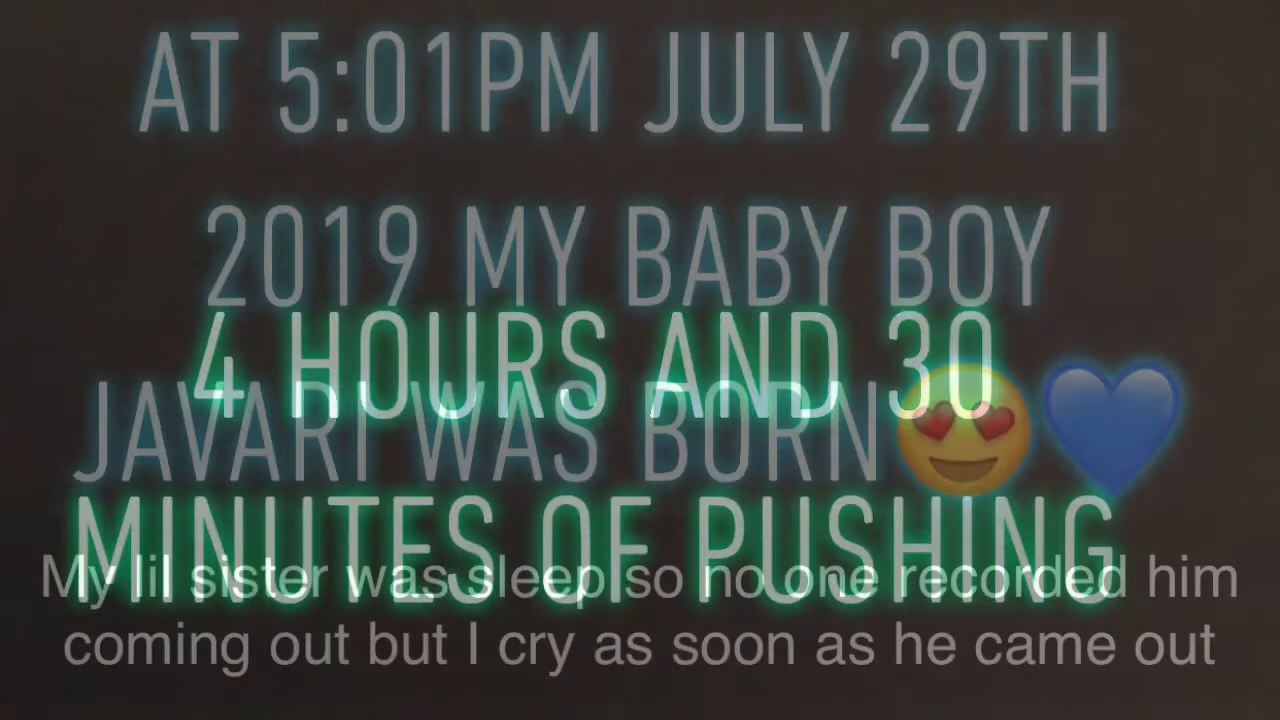 AT 5:01PM JULY 29TH
2019 MY BABY BOY
JAVARI WAS BORN😍💙
4 HOURS AND 30
MINUTES OF PUSHING
My lil sister was sleep so no one recorded him
coming out but I cry as soon as he came out